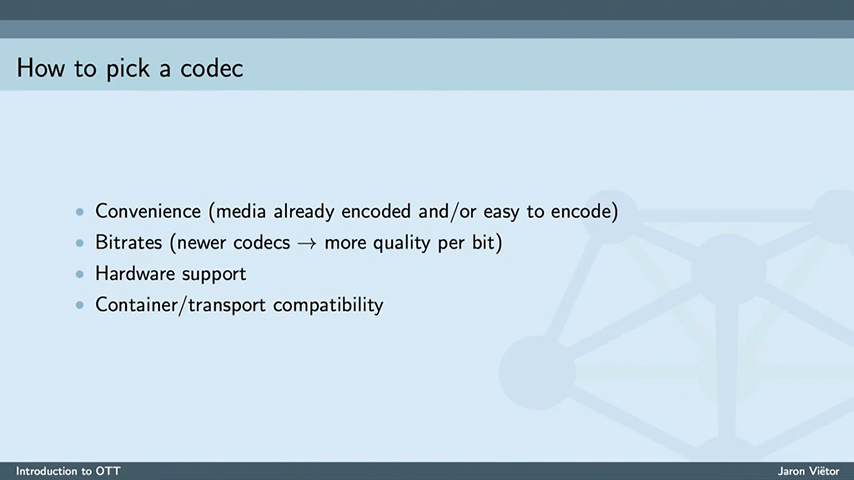 How to pick a codec
• Convenience (media already encoded and/or easy to encode)
• Bitrates (newer codecs → more quality per bit)
• Hardware support
• Container/transport compatibility
Introduction to OTT
Jaron Viëtor